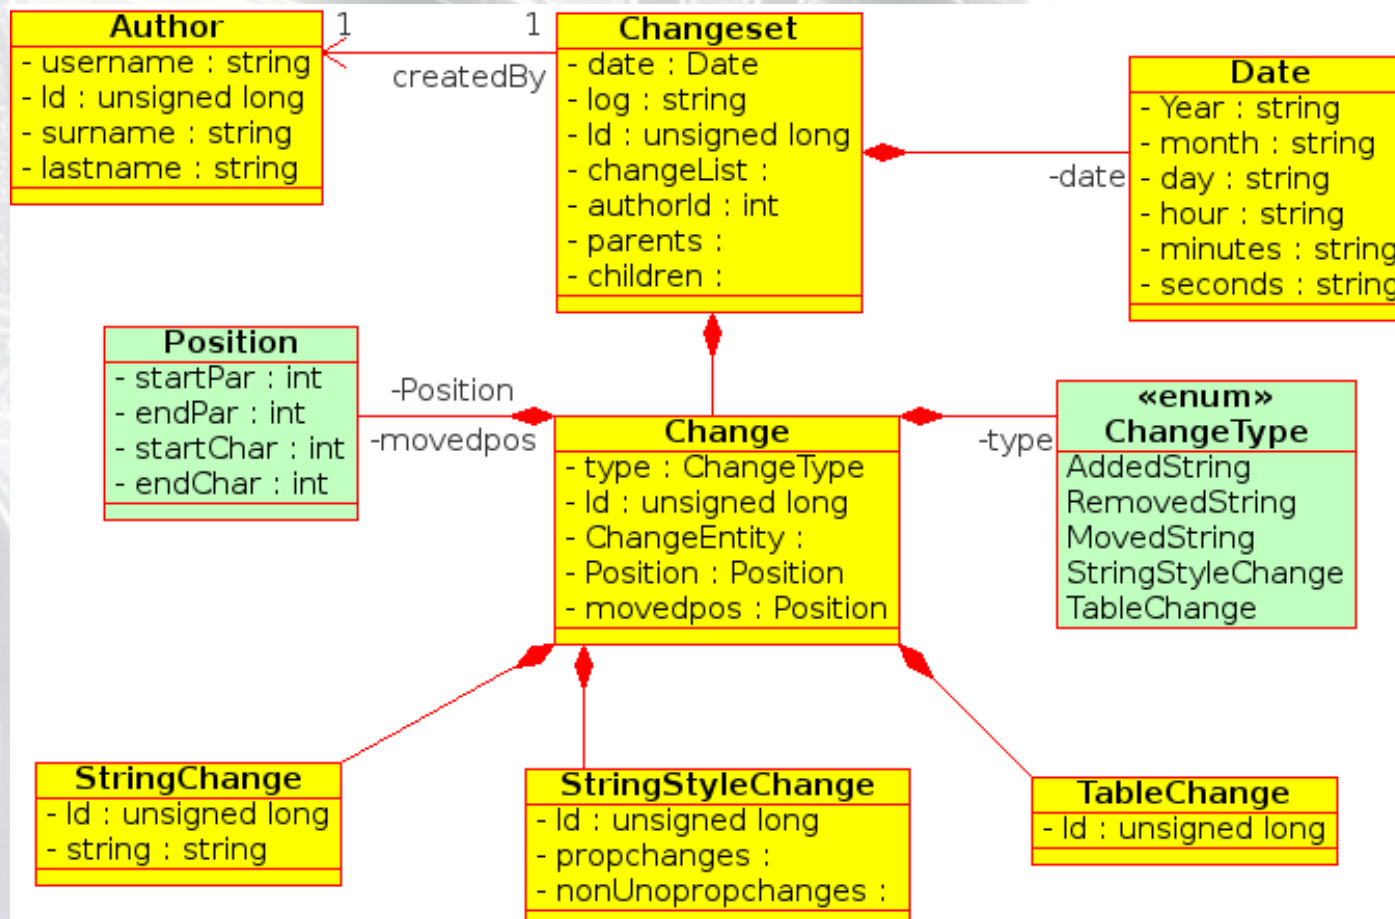 Author
- username : string
- Id : unsigned long
- surname : string
- lastname : string
1
1
createdBy
Changeset
- date : Date
- log : string
- Id : unsigned long
- changeList :
- authorId : int
- parents :
- children :
-date
Date
- Year : string
- month : string
- day : string
- hour : string
- minutes : string
- seconds : string
Position
- startPar : int
- endPar : int
- startChar : int
- endChar : int
-Position
-movedpos
Change
- type : ChangeType
- Id : unsigned long
- ChangeEntity :
- Position : Position
- movedpos : Position
-type
«enum»
ChangeType
AddedString
RemovedString
MovedString
StringStyleChange
TableChange
StringChange
- Id : unsigned long
- string : string
StringStyleChange
- Id : unsigned long
- propchanges :
- nonUnopropchanges :
TableChange
- Id : unsigned long